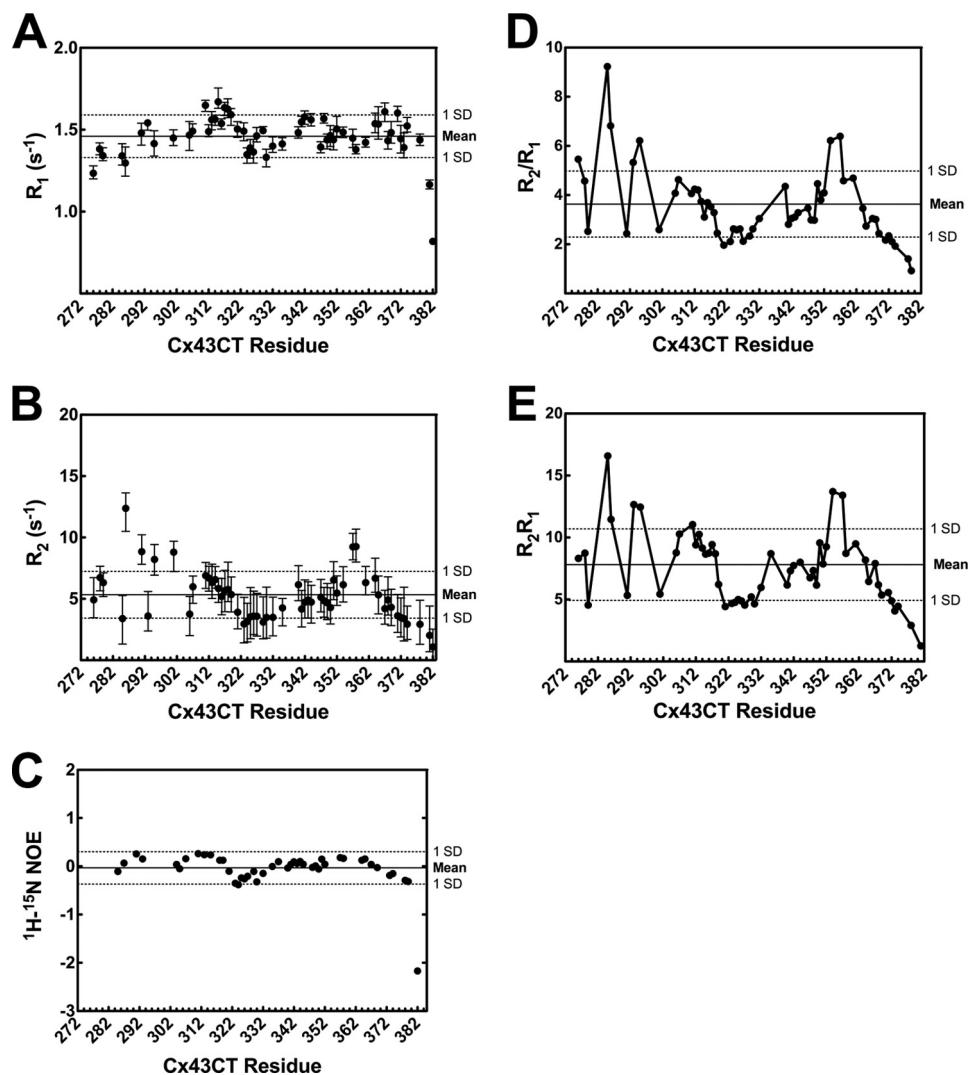 A
R₁ (s⁻¹)
2.0
1.5
1.0
1 SD
Mean
1 SD
272 282 292 302 312 322 332 342 352 362 372 382
Cx43CT Residue
D
R₂/R₁
10
8
6
4
2
1 SD
Mean
1 SD
272 282 292 302 312 322 332 342 352 362 372 382
Cx43CT Residue
B
R₂ (s⁻¹)
20
15
10
5
1 SD
Mean
1 SD
272 282 292 302 312 322 332 342 352 362 372 382
Cx43CT Residue
E
R₂R₁
20
15
10
5
1 SD
Mean
1 SD
272 282 292 302 312 322 332 342 352 362 372 382
Cx43CT Residue
C
¹H-¹⁵N NOE
2
1
0
-1
-2
-3
1 SD
Mean
1 SD
272 282 292 302 312 322 332 342 352 362 372 382
Cx43CT Residue